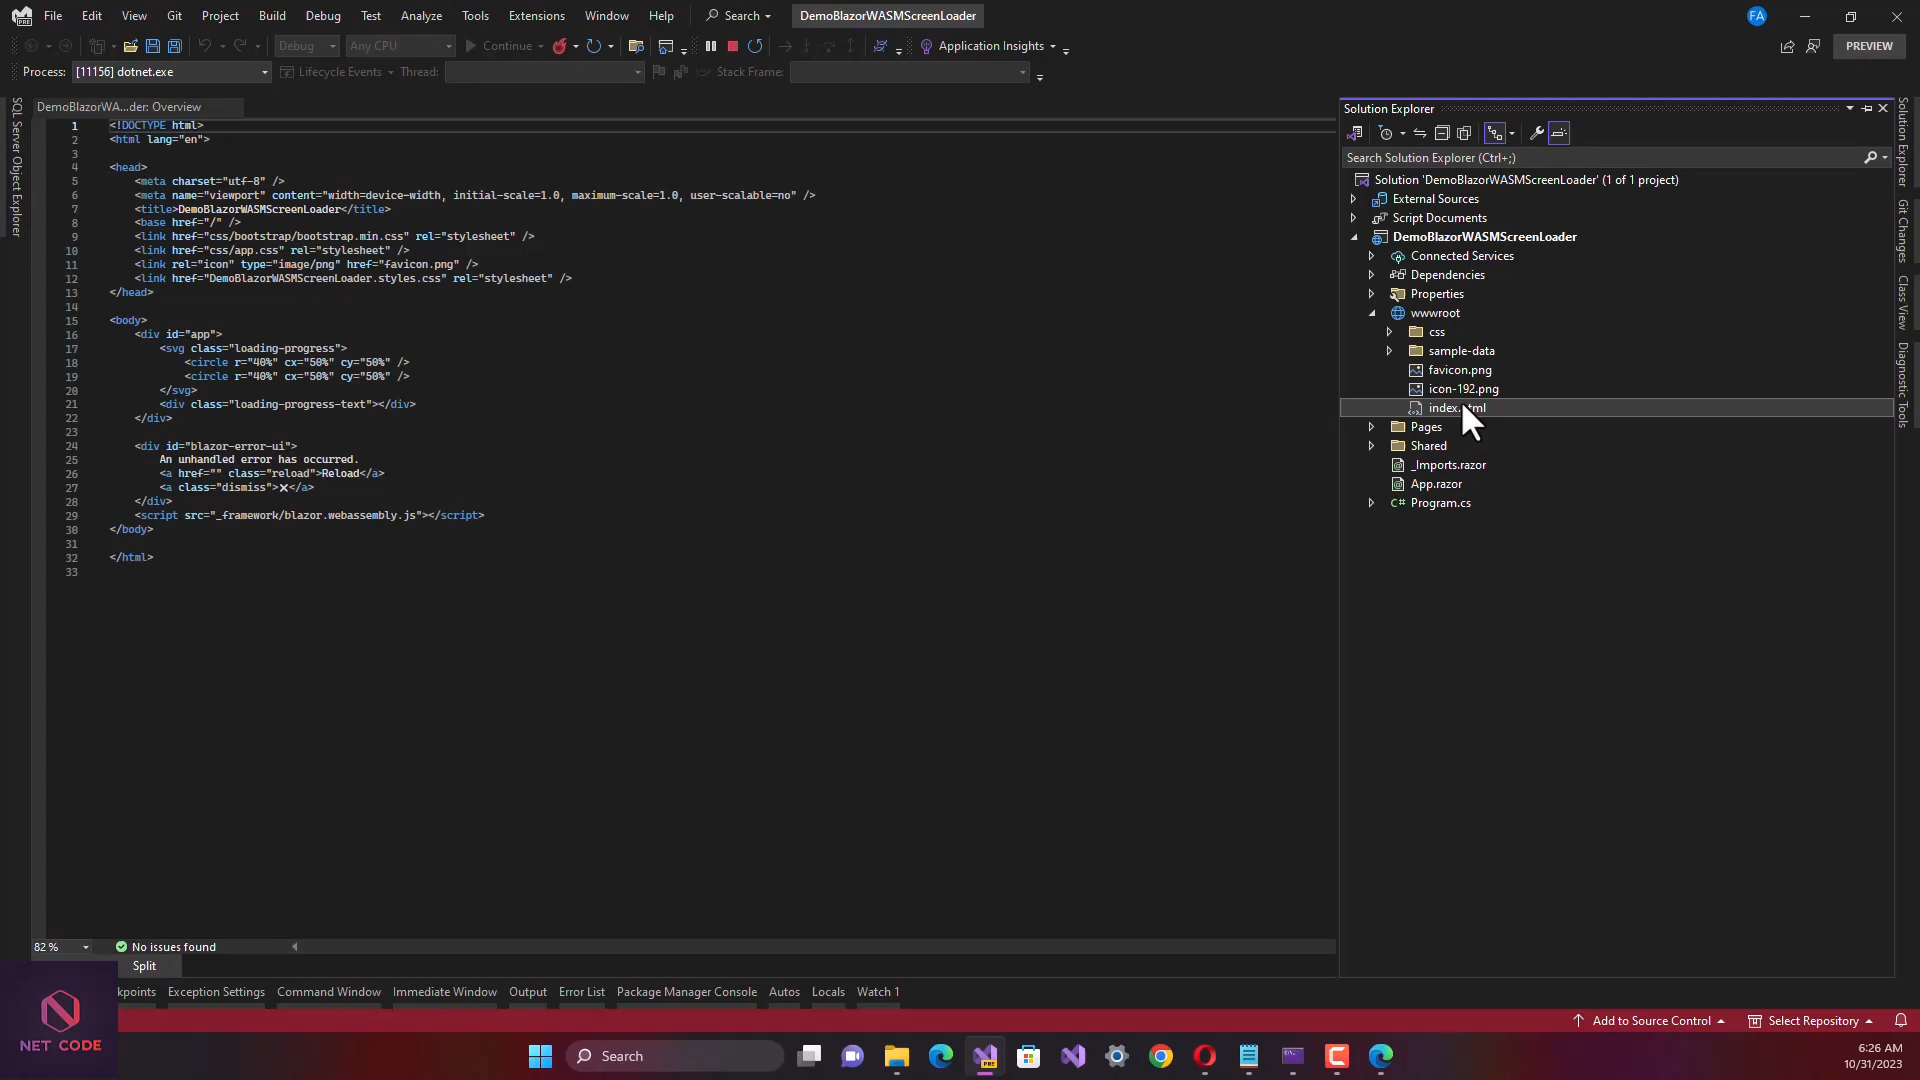 File Edit View Git Project Build Debug Test Analyze Tools Extensions Window Help Search DemoBlazorWASMScreenLoader FA
Debug Any CPU Continue Application Insights PREVIEW
Process: [11156] dotnet.exe Lifecycle Events Thread: Stack Frame:
SQL Server Object Explorer
DemoBlazorWA...der: Overview
1 <!DOCTYPE html>
2 <html lang="en">
3
4 <head>
5 <meta charset="utf-8" />
6 <meta name="viewport" content="width=device-width, initial-scale=1.0, maximum-scale=1.0, user-scalable=no" />
7 <title>DemoBlazorWASMScreenLoader</title>
8 <base href="/" />
9 <link href="css/bootstrap/bootstrap.min.css" rel="stylesheet" />
10 <link href="css/app.css" rel="stylesheet" />
11 <link rel="icon" type="image/png" href="favicon.png" />
12 <link href="DemoBlazorWASMScreenLoader.styles.css" rel="stylesheet" />
13 </head>
14
15 <body>
16 <div id="app">
17 <svg class="loading-progress">
18 <circle r="40%" cx="50%" cy="50%" />
19 <circle r="40%" cx="50%" cy="50%" />
20 </svg>
21 <div class="loading-progress-text"></div>
22 </div>
23
24 <div id="blazor-error-ui">
25 An unhandled error has occurred.
26 <a href="" class="reload">Reload</a>
27 <a class="dismiss">🗙</a>
28 </div>
29 <script src="_framework/blazor.webassembly.js"></script>
30 </body>
31
32 </html>
33
82 % No issues found
Split
Solution Explorer
Search Solution Explorer (Ctrl+;)
Solution 'DemoBlazorWASMScreenLoader' (1 of 1 project)
External Sources
Script Documents
DemoBlazorWASMScreenLoader
Connected Services
Dependencies
Properties
wwwroot
css
sample-data
favicon.png
icon-192.png
Pages
Shared
_Imports.razor
App.razor
C# Program.cs
Solution Explorer
Git Changes
Class View
Diagnostic Tools
Exception Settings Command Window Immediate Window Output Error List Package Manager Console Autos Locals Watch 1
Add to Source Control Select Repository
NET CODE
Search
6:26 AM
10/31/2023